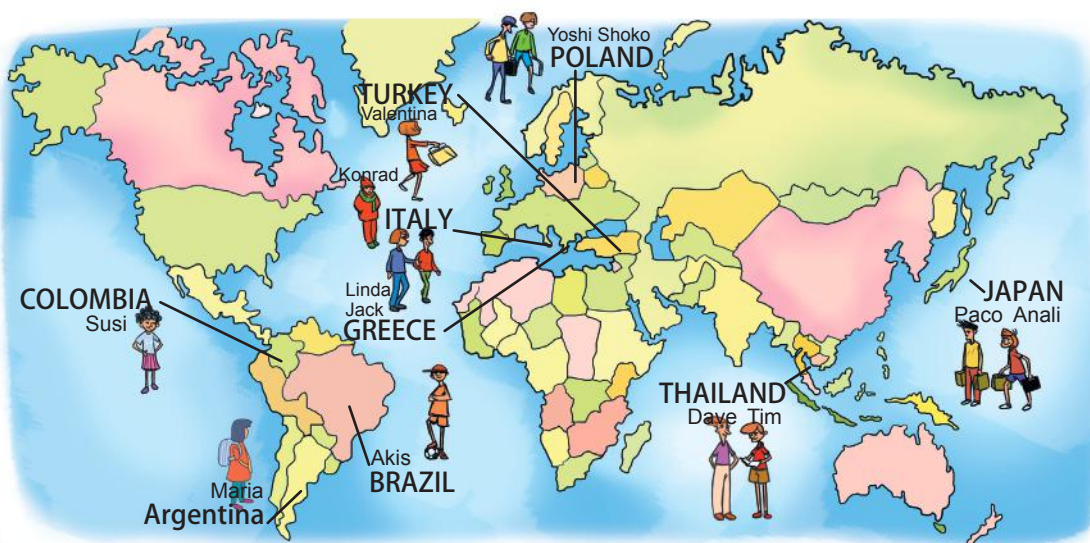 Yoshi Shoko
POLAND
TURKEY
Valentina
Konrad
ITALY
Linda
Jack
GREECE
COLOMBIA
Susi
JAPAN
Paco Anali
THAILAND
Dave Tim
Akis
BRAZIL
Maria
Argentina